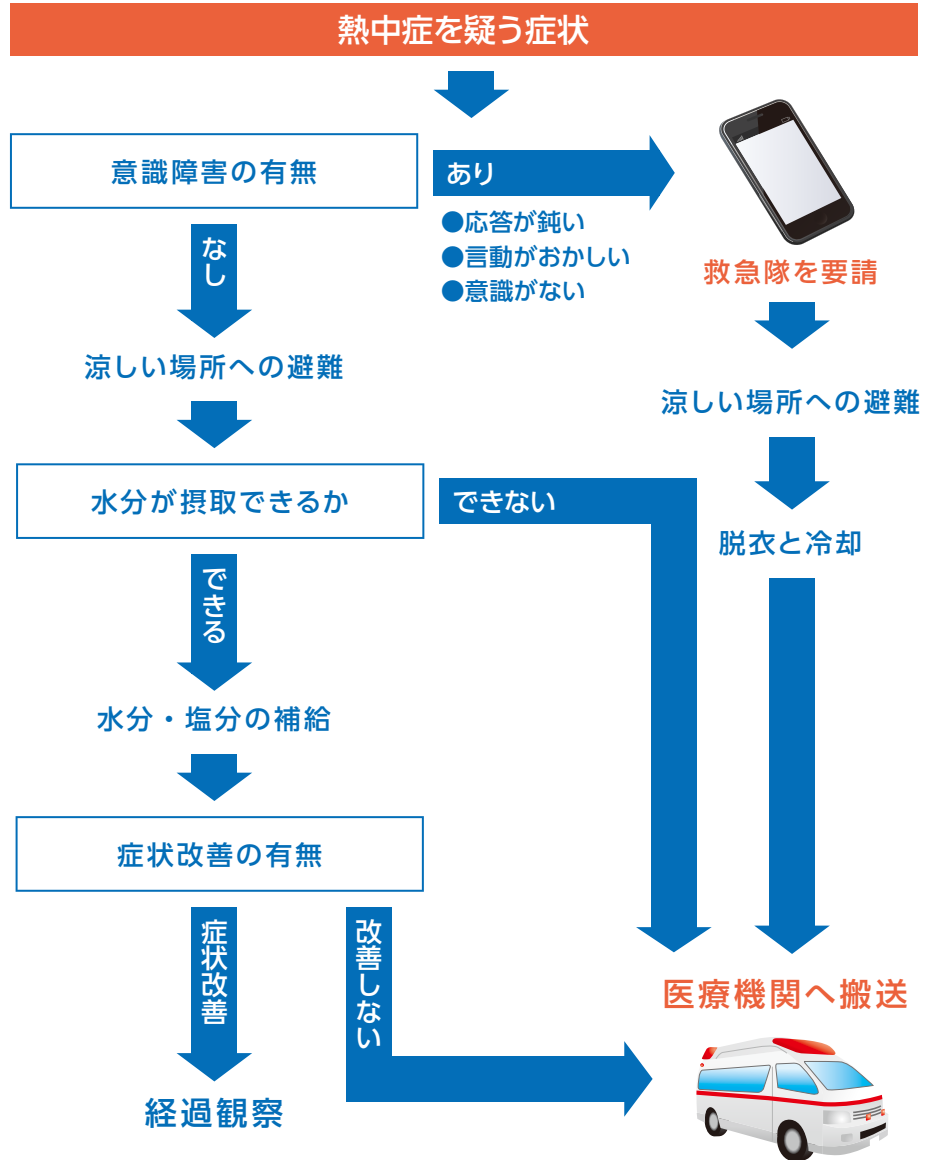 熱中症を疑う症状
意識障害の有無
あり
●応答が鈍い
●言動がおかしい
●意識がない
救急隊を要請
なし
涼しい場所への避難
涼しい場所への避難
水分が摂取できるか
できない
脱衣と冷却
できる
水分・塩分の補給
症状改善の有無
症状改善
改善しない
医療機関へ搬送
経過観察